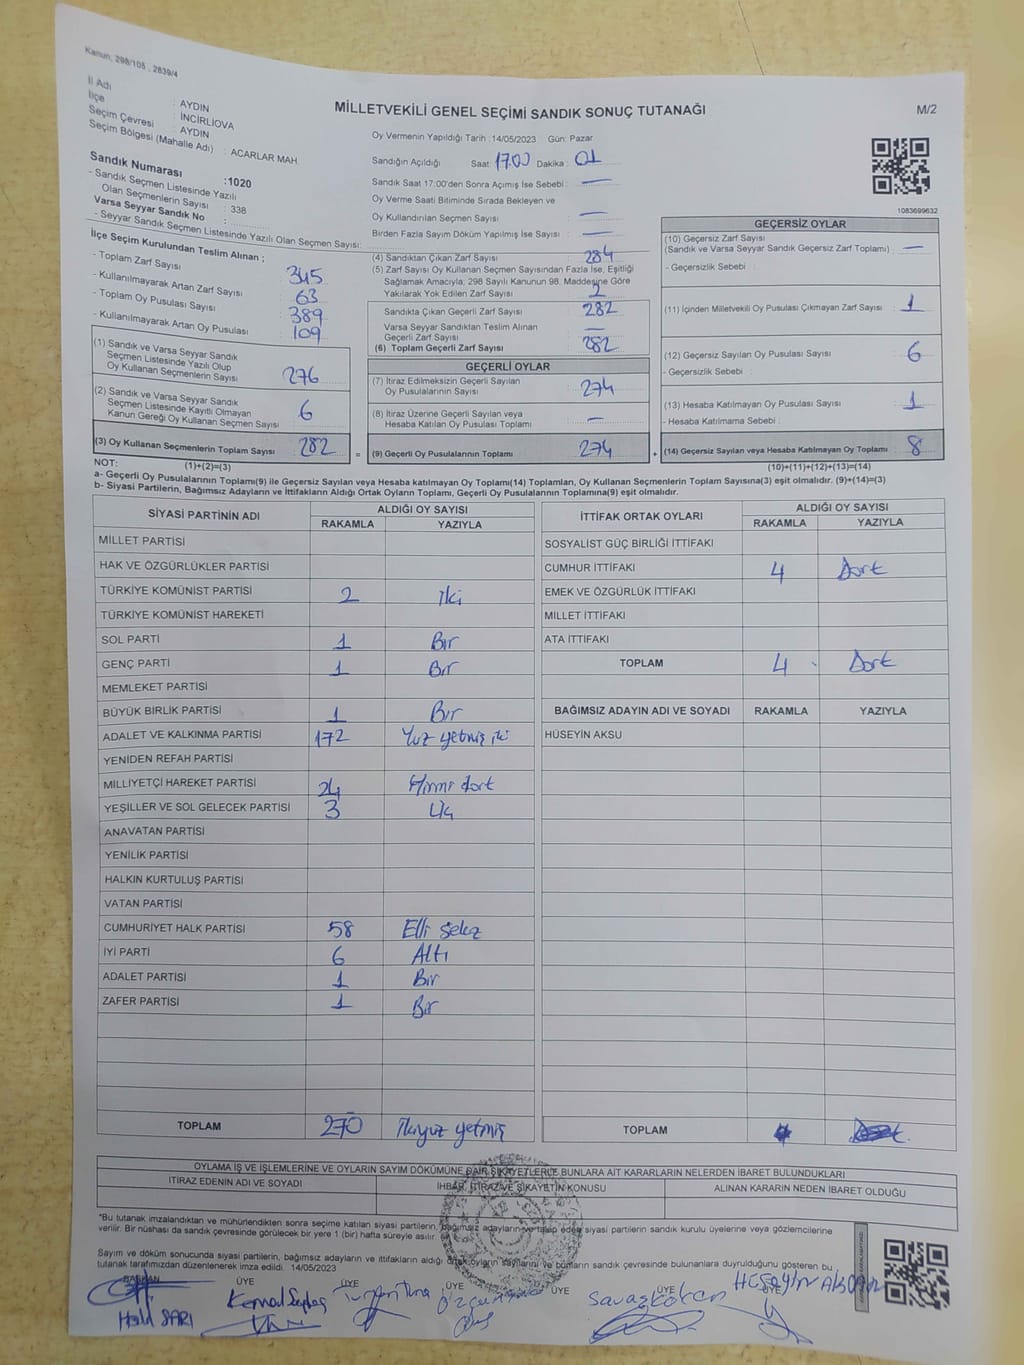 Kanun; 298/105 , 2839/4
İl Adı : AYDIN
İlçe : İNCİRLİOVA
Seçim Çevresi : AYDIN
Seçim Bölgesi (Mahalle Adı) : ACARLAR MAH
MİLLETVEKİLİ GENEL SEÇİMİ SANDIK SONUÇ TUTANAĞI
M/2
Oy Vermenin Yapıldığı Tarih :14/05/2023 Gün: Pazar
Sandığın Açıldığı Saat : 17.00 Dakika : 01
Sandık Saat 17:00'den Sonra Açımış İse Sebebi : —
Oy Verme Saati Bitiminde Sırada Bekleyen ve
Oy Kullandırılan Seçmen Sayısı : —
Birden Fazla Sayım Döküm Yapılmış İse Sayısı : —
1083699632
Sandık Numarası :1020
- Sandık Seçmen Listesinde Yazılı
Olan Seçmenlerin Sayısı : 338
Varsa Seyyar Sandık No :
- Seyyar Sandık Seçmen Listesinde Yazılı Olan Seçmen Sayısı:
İlçe Seçim Kurulundan Teslim Alınan ;
- Toplam Zarf Sayısı : 345
- Kullanılmayarak Artan Zarf Sayısı : 63
- Toplam Oy Pusulası Sayısı : 389
- Kullanılmayarak Artan Oy Pusulası : 109
(1) Sandık ve Varsa Seyyar Sandık
Seçmen Listesinde Yazılı Olup
Oy Kullanan Seçmenlerin Sayısı : 276
(2) Sandık ve Varsa Seyyar Sandık
Seçmen Listesinde Kayıtlı Olmayan
Kanun Gereği Oy Kullanan Seçmen Sayısı : 6
(3) Oy Kullanan Seçmenlerin Toplam Sayısı : 282
(4) Sandıktan Çıkan Zarf Sayısı : 284
(5) Zarf Sayısı Oy Kullanan Seçmen Sayısından Fazla İse, Eşitliği
Sağlamak Amacıyla, 298 Sayılı Kanunun 98. Maddesine Göre
Yakılarak Yok Edilen Zarf Sayısı : 2
Sandıkta Çıkan Geçerli Zarf Sayısı : 282
Varsa Seyyar Sandıktan Teslim Alınan
Geçerli Zarf Sayısı : —
(6) Toplam Geçerli Zarf Sayısı : 282
GEÇERLİ OYLAR
(7) İtiraz Edilmeksizin Geçerli Sayılan
Oy Pusulalarının Sayısı : 274
(8) İtiraz Üzerine Geçerli Sayılan veya
Hesaba Katılan Oy Pusulası Toplamı : —
= (9) Geçerli Oy Pusulalarının Toplamı : 274
GEÇERSİZ OYLAR
(10) Geçersiz Zarf Sayısı
(Sandık ve Varsa Seyyar Sandık Geçersiz Zarf Toplamı) : —
- Geçersizlik Sebebi :
(11) İçinden Milletvekili Oy Pusulası Çıkmayan Zarf Sayısı : 1
(12) Geçersiz Sayılan Oy Pusulası Sayısı : 6
- Geçersizlik Sebebi :
(13) Hesaba Katılmayan Oy Pusulası Sayısı : 1
- Hesaba Katılmama Sebebi :
+ (14) Geçersiz Sayılan veya Hesaba Katılmayan Oy Toplamı : 8
NOT: (1)+(2)=(3)
(10)+(11)+(12)+(13)=(14)
a- Geçerli Oy Pusulalarının Toplamı(9) ile Geçersiz Sayılan veya Hesaba katılmayan Oy Toplamı(14) Toplamları, Oy Kullanan Seçmenlerin Toplam Sayısına(3) eşit olmalıdır. (9)+(14)=(3)
b- Siyasi Partilerin, Bağımsız Adayların ve İttifakların Aldığı Ortak Oyların Toplamı, Geçerli Oy Pusulalarının Toplamına(9) eşit olmalıdır.
SİYASİ PARTİNİN ADI ALDIĞI OY SAYISI
RAKAMLA YAZIYLA
MİLLET PARTİSİ
HAK VE ÖZGÜRLÜKLER PARTİSİ
TÜRKİYE KOMÜNİST PARTİSİ 2 iki
TÜRKİYE KOMÜNİST HAREKETİ
SOL PARTİ 1 Bir
GENÇ PARTİ 1 Bir
MEMLEKET PARTİSİ
BÜYÜK BİRLİK PARTİSİ 1 Bir
ADALET VE KALKINMA PARTİSİ 172 Yüz yetmiş iki
YENİDEN REFAH PARTİSİ
MİLLİYETÇİ HAREKET PARTİSİ 24 Yirmi dört
YEŞİLLER VE SOL GELECEK PARTİSİ 3 Üç
ANAVATAN PARTİSİ
YENİLİK PARTİSİ
HALKIN KURTULUŞ PARTİSİ
VATAN PARTİSİ
CUMHURİYET HALK PARTİSİ 58 Elli sekiz
İYİ PARTİ 6 Altı
ADALET PARTİSİ 1 Bir
ZAFER PARTİSİ 1 Bir
TOPLAM 270 İkiyüz yetmiş
İTTİFAK ORTAK OYLARI ALDIĞI OY SAYISI
RAKAMLA YAZIYLA
SOSYALİST GÜÇ BİRLİĞİ İTTİFAKI
CUMHUR İTTİFAKI 4 Dört
EMEK VE ÖZGÜRLÜK İTTİFAKI
MİLLET İTTİFAKI
ATA İTTİFAKI
TOPLAM 4 Dört
BAĞIMSIZ ADAYIN ADI VE SOYADI RAKAMLA YAZIYLA
HÜSEYİN AKSU
TOPLAM
OYLAMA İŞ VE İŞLEMLERİNE VE OYLARIN SAYIM DÖKÜMÜNE DAİR ŞİKAYETLERLE BUNLARA AİT KARARLARIN NELERDEN İBARET BULUNDUKLARI
İTİRAZ EDENİN ADI VE SOYADI İHBAR, İTİRAZ VE ŞİKAYETİN KONUSU ALINAN KARARIN NEDEN İBARET OLDUĞU
*Bu tutanak imzalandıktan ve mühürlendikten sonra seçime katılan siyasi partilerin, bağımsız adayların ve talep eden siyasi partilerin sandık kurulu üyelerine veya gözlemcilerine
verilir. Bir nüshası da sandık çevresinde görülecek bir yere 1 (bir) hafta süreyle asılır.
Sayım ve döküm sonucunda siyasi partilerin, bağımsız adayların ve ittifakların aldığı ortak oyların sayılarını ve bunların sandık çevresinde bulunanlara duyrulduğunu gösteren bu
tutanak tarafımızdan düzenlenerek imza edildi. 14/05/2023
BAŞKAN ÜYE ÜYE ÜYE ÜYE ÜYE
Halil SARI